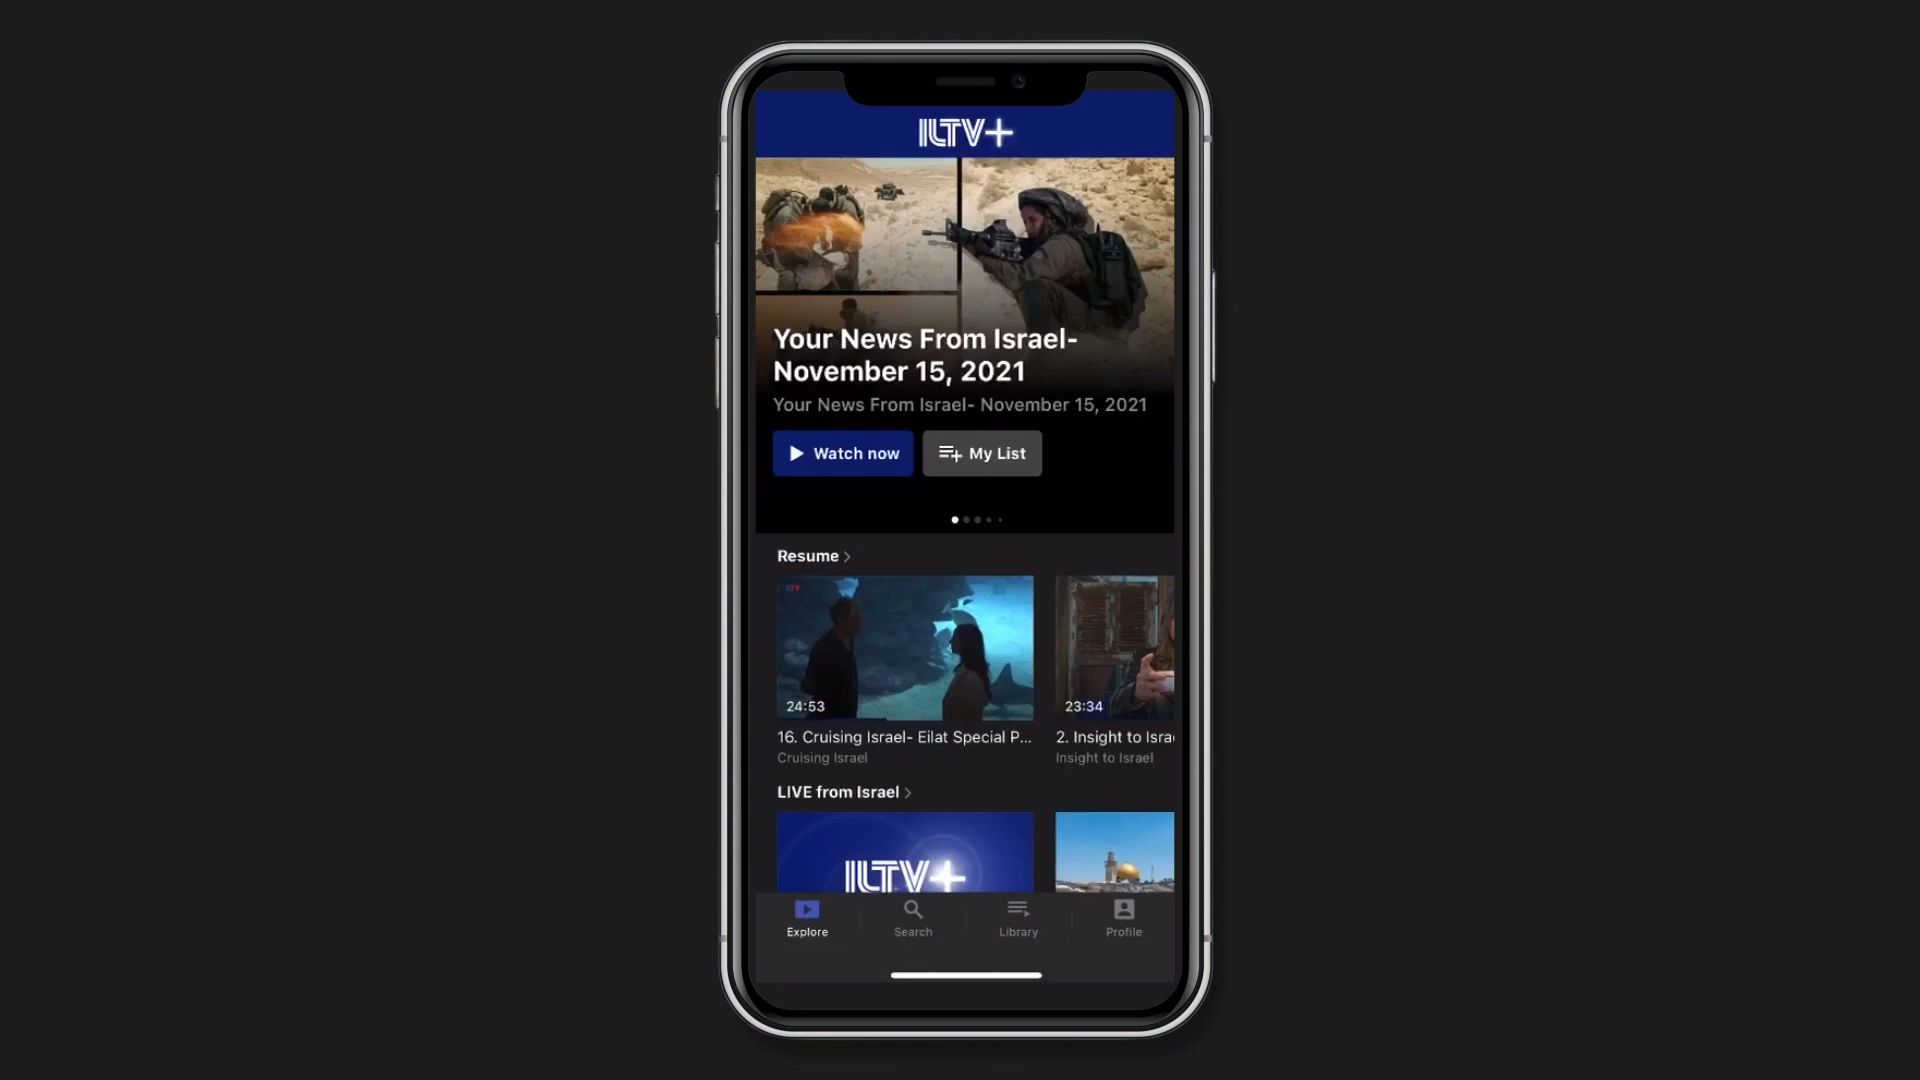 ILTV+
Your News From Israel-
November 15, 2021
Your News From Israel- November 15, 2021
Watch now
My List
Resume
ILTV
24:53
23:34
16. Cruising Israel- Eilat Special P...
2. Insight to Isra
Cruising Israel
Insight to Israel
LIVE from Israel
ILTV+
Explore
Search
Library
Profile